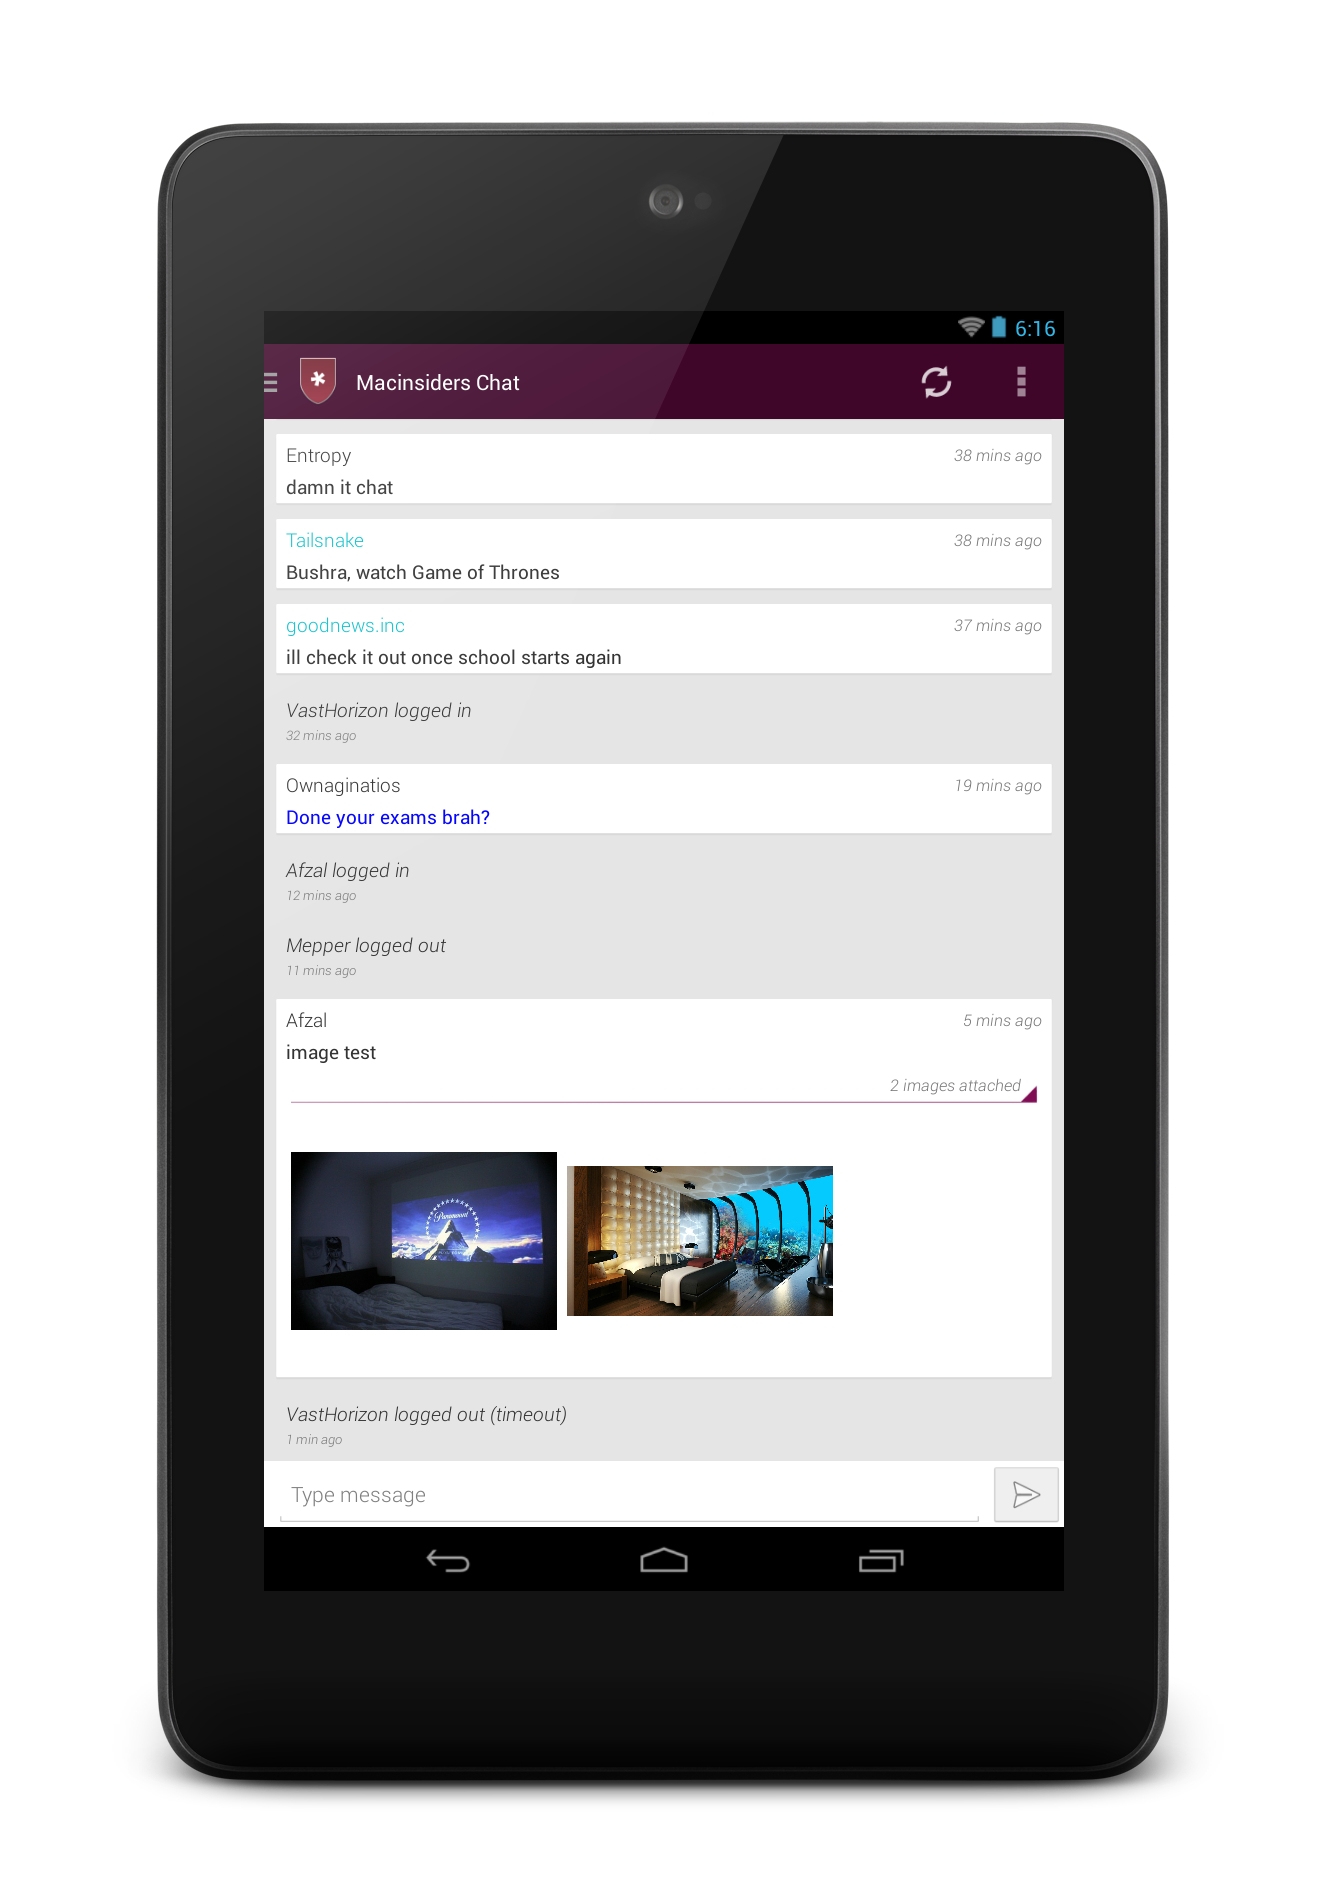 6:16
Macinsiders Chat
Entropy
38 mins ago
damn it chat
Tailsnake
38 mins ago
Bushra, watch Game of Thrones
goodnews.inc
37 mins ago
ill check it out once school starts again
VastHorizon logged in
32 mins ago
Ownaginatios
19 mins ago
Done your exams brah?
Afzal logged in
12 mins ago
Mepper logged out
11 mins ago
Afzal
5 mins ago
image test
2 images attached
Paramount
VastHorizon logged out (timeout)
1 min ago
Type message